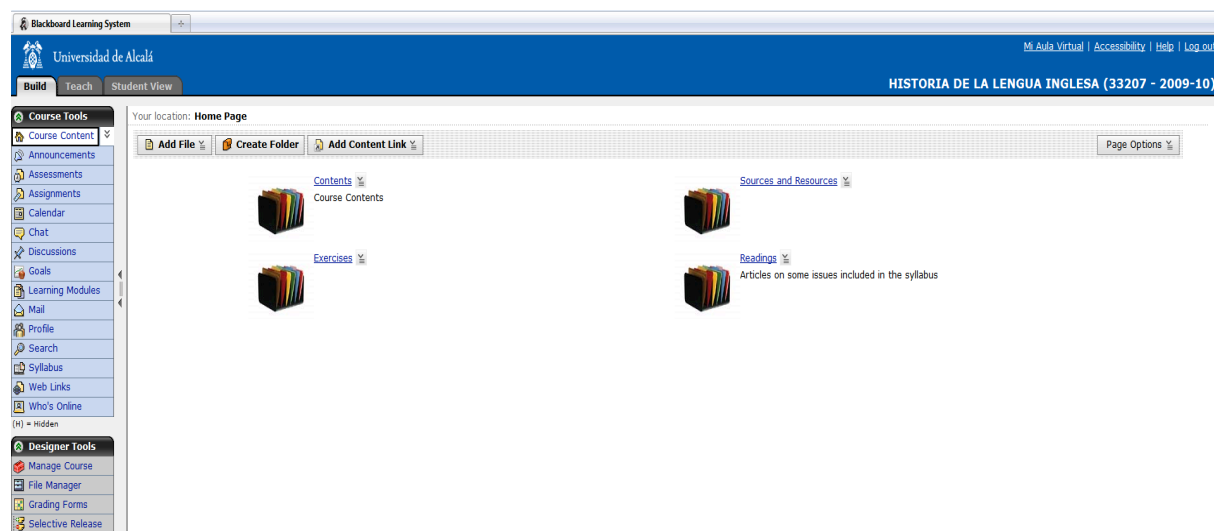 Blackboard Learning System
Universidad de Alcalá
Mi Aula Virtual | Accessibility | Help | Log out
Build Teach Student View
HISTORIA DE LA LENGUA INGLESA (33207 - 2009-10)
Course Tools
Course Content
Announcements
Assessments
Assignments
Calendar
Chat
Discussions
Goals
Learning Modules
Mail
Profile
Search
Syllabus
Web Links
Who's Online
(H) = Hidden
Designer Tools
Manage Course
File Manager
Grading Forms
Selective Release
Your location: Home Page
Add File Create Folder Add Content Link
Page Options
Contents
Course Contents
Sources and Resources
Exercises
Readings
Articles on some issues included in the syllabus